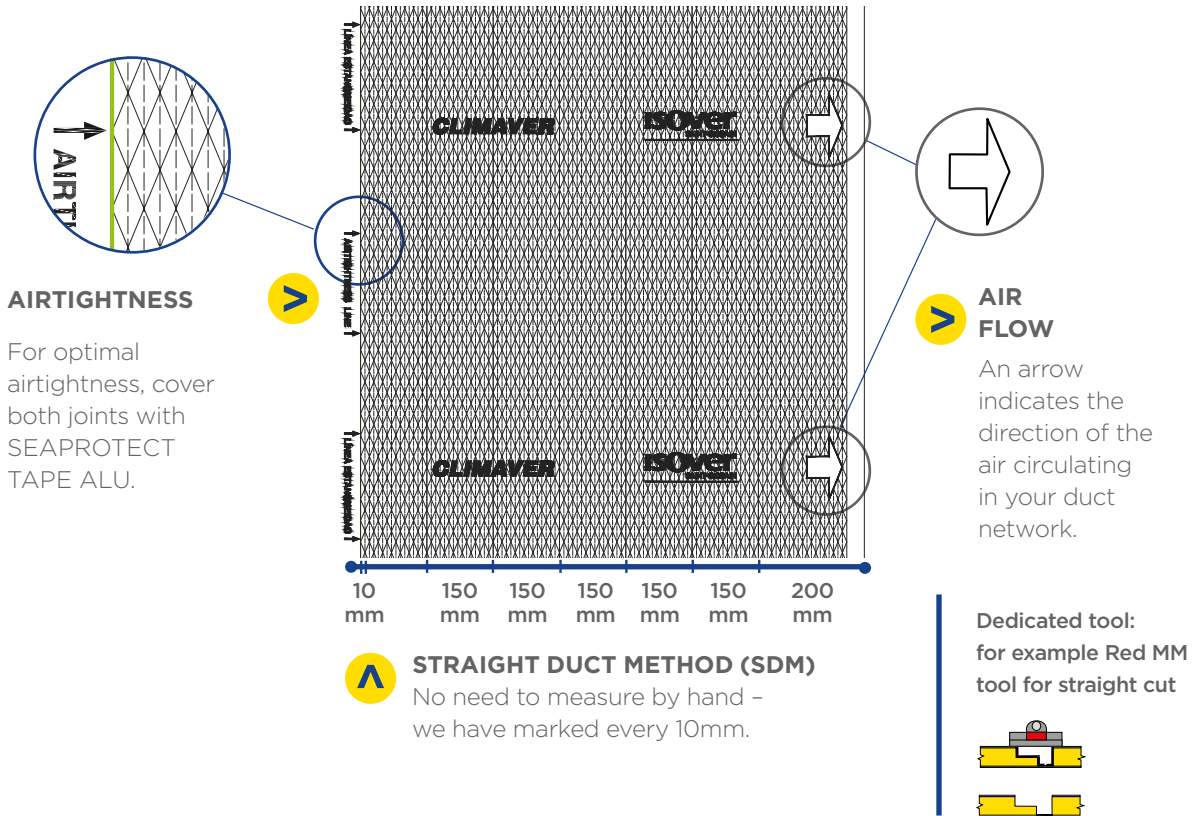 AIRTIGHTNESS
For optimal
airtightness, cover
both joints with
SEAPROTECT
TAPE ALU.
AIRT
AIRTIGHTNESS LINE
CLIMAVER
isover
CLIMAVER
isover
AIR
FLOW
An arrow
indicates the
direction of the
air circulating
in your duct
network.
10 150 150 150 150 150 200
mm mm mm mm mm mm mm
STRAIGHT DUCT METHOD (SDM)
No need to measure by hand –
we have marked every 10mm.
Dedicated tool:
for example Red MM
tool for straight cut